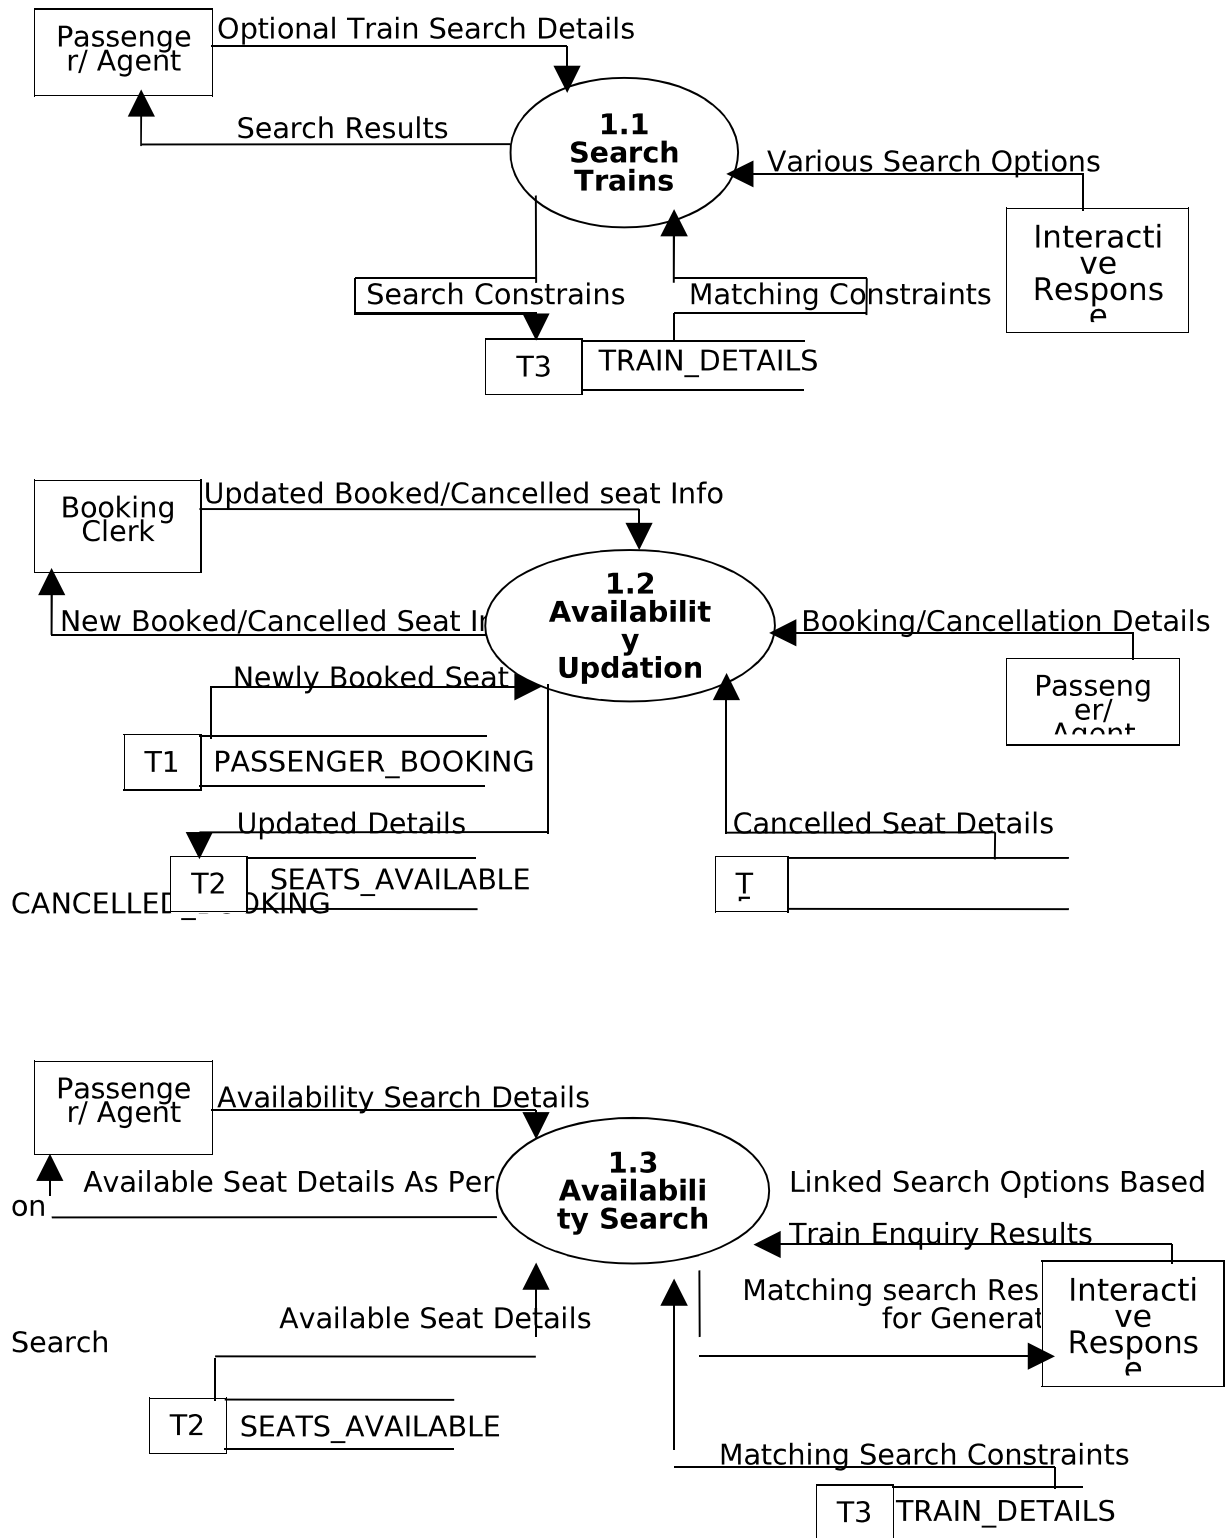 Optional Train Search Details
Passenge
r/ Agent
Search Results
1.1
Search
Trains
Various Search Options
Interacti
ve
Respons
e
Search Constrains
Matching Constraints
T3
TRAIN_DETAILS
Updated Booked/Cancelled seat Info
Booking
Clerk
1.2
Availabilit
y
Updation
New Booked/Cancelled Seat
Booking/Cancellation Details
Newly Booked Seat
Passeng
er/
Agent
T1
PASSENGER_BOOKING
Updated Details
Cancelled Seat Details
T2
SEATS_AVAILABLE
T
CANCELLED_BOOKING
Passenge
r/ Agent
Availability Search Details
1.3
Availabili
ty Search
Available Seat Details As Per
Linked Search Options Based
on
Train Enquiry Results
Matching search
for
Interacti
ve
Respons
e
Available Seat Details
Search
T2
SEATS_AVAILABLE
Matching Search Constraints
T3
TRAIN_DETAILS